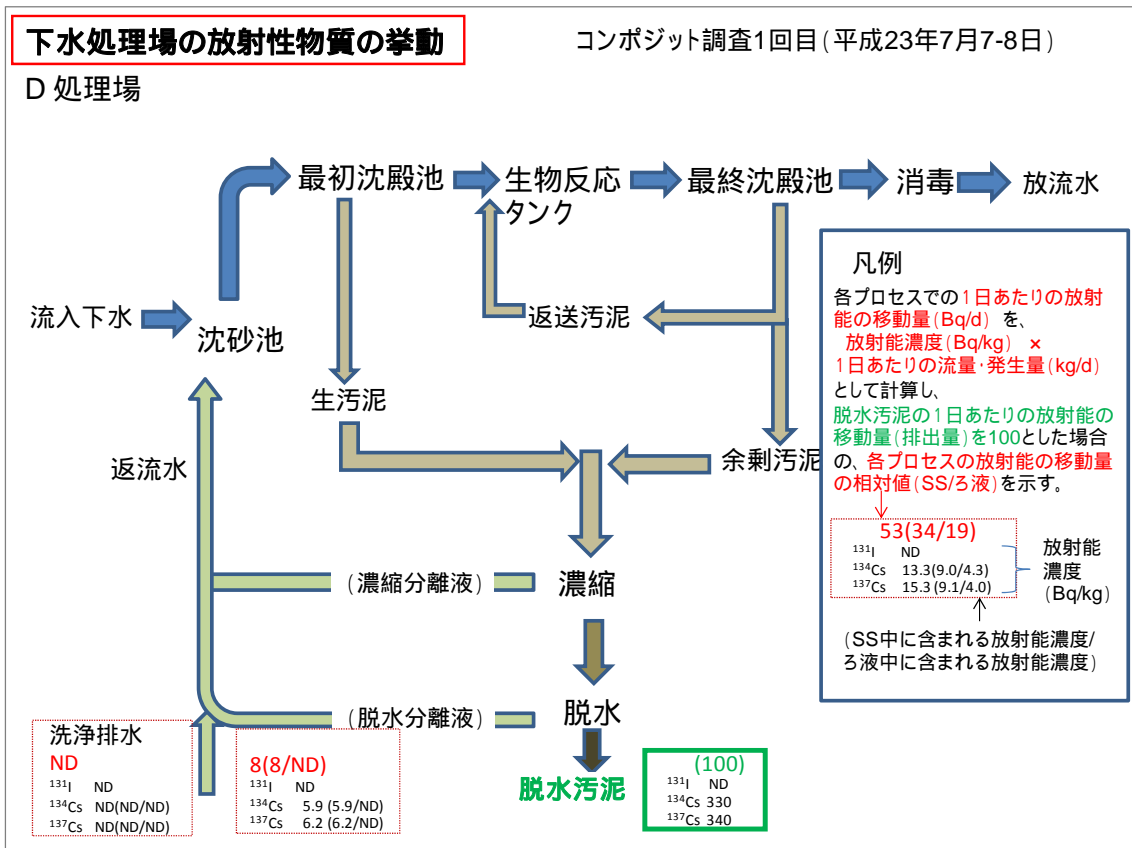 下水処理場の放射性物質の挙動
コンポジット調査1回目(平成23年7月7-8日)
D 処理場
最初沈殿池
生物反応
タンク
最終沈殿池
消毒
放流水
流入下水
沈砂池
返送汚泥
生汚泥
余剰汚泥
返流水
(濃縮分離液)
濃縮
(脱水分離液)
脱水
脱水汚泥
洗浄排水
ND
¹³¹I ND
¹³⁴Cs ND(ND/ND)
¹³⁷Cs ND(ND/ND)
8(8/ND)
¹³¹I ND
¹³⁴Cs 5.9 (5.9/ND)
¹³⁷Cs 6.2 (6.2/ND)
(100)
¹³¹I ND
¹³⁴Cs 330
¹³⁷Cs 340
凡例
各プロセスでの1日あたりの放射
能の移動量(Bq/d) を、
放射能濃度(Bq/kg) ×
1日あたりの流量・発生量(kg/d)
として計算し、
脱水汚泥の1日あたりの放射能の
移動量(排出量)を100とした場合
の、各プロセスの放射能の移動量
の相対値(SS/ろ液)を示す。
53(34/19)
¹³¹I ND
¹³⁴Cs 13.3(9.0/4.3)
¹³⁷Cs 15.3 (9.1/4.0)
放射能
濃度
(Bq/kg)
(SS中に含まれる放射能濃度/
ろ液中に含まれる放射能濃度)